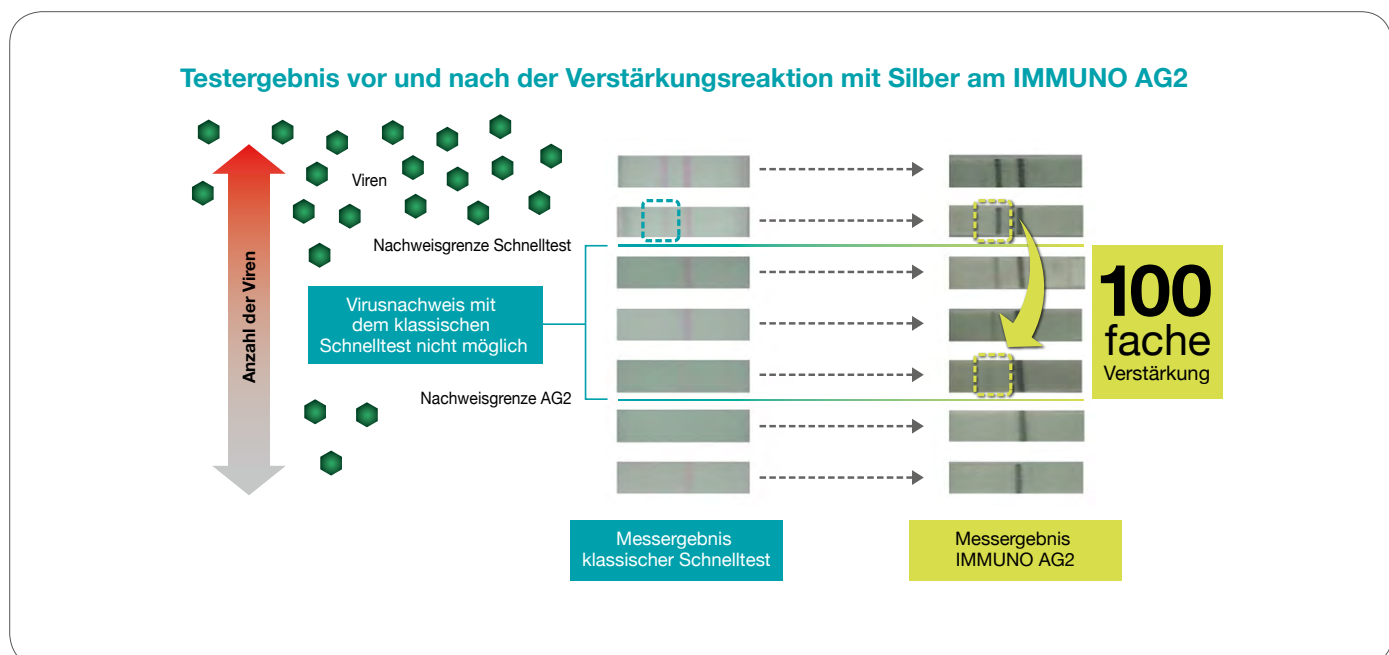 Testergebnis vor und nach der Verstärkungsreaktion mit Silber am IMMUNO AG2
Anzahl der Viren
Viren
Nachweisgrenze Schnelltest
Virusnachweis mit
dem klassischen
Schnelltest nicht möglich
Nachweisgrenze AG2
100
fache
Verstärkung
Messergebnis
klassischer Schnelltest
Messergebnis
IMMUNO AG2